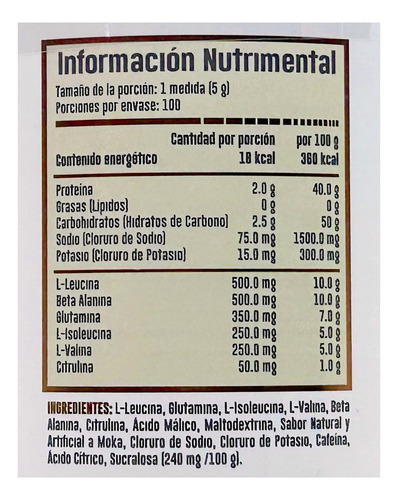 Información Nutrimental
Tamaño de la porción: 1 medida (5 g)
Porciones por envase: 100
Cantidad por porción por 100 g
Contenido energético 18 kcal 360 kcal
Proteína 2.0 g 40.0 g
Grasas (Lípidos) 0 g 0 g
Carbohidratos (Hidratos de Carbono) 2.5 g 50 g
Sodio (Cloruro de Sodio) 75.0 mg 1500.0 mg
Potasio (Cloruro de Potasio) 15.0 mg 300.0 mg
L-Leucina 500.0 mg 10.0 g
Beta Alanina 500.0 mg 10.0 g
Glutamina 350.0 mg 7.0 g
L-Isoleucina 250.0 mg 5.0 g
L-Valina 250.0 mg 5.0 g
Citrulina 50.0 mg 1.0 g
INGREDIENTES: L-Leucina, Glutamina, L-Isoleucina, L-Valina, Beta
Alanina, Citrulina, Ácido Málico, Maltodextrina, Sabor Natural y
Artificial a Moka, Cloruro de Sodio, Cloruro de Potasio, Cafeína,
Ácido Cítrico, Sucralosa (240 mg /100 g).